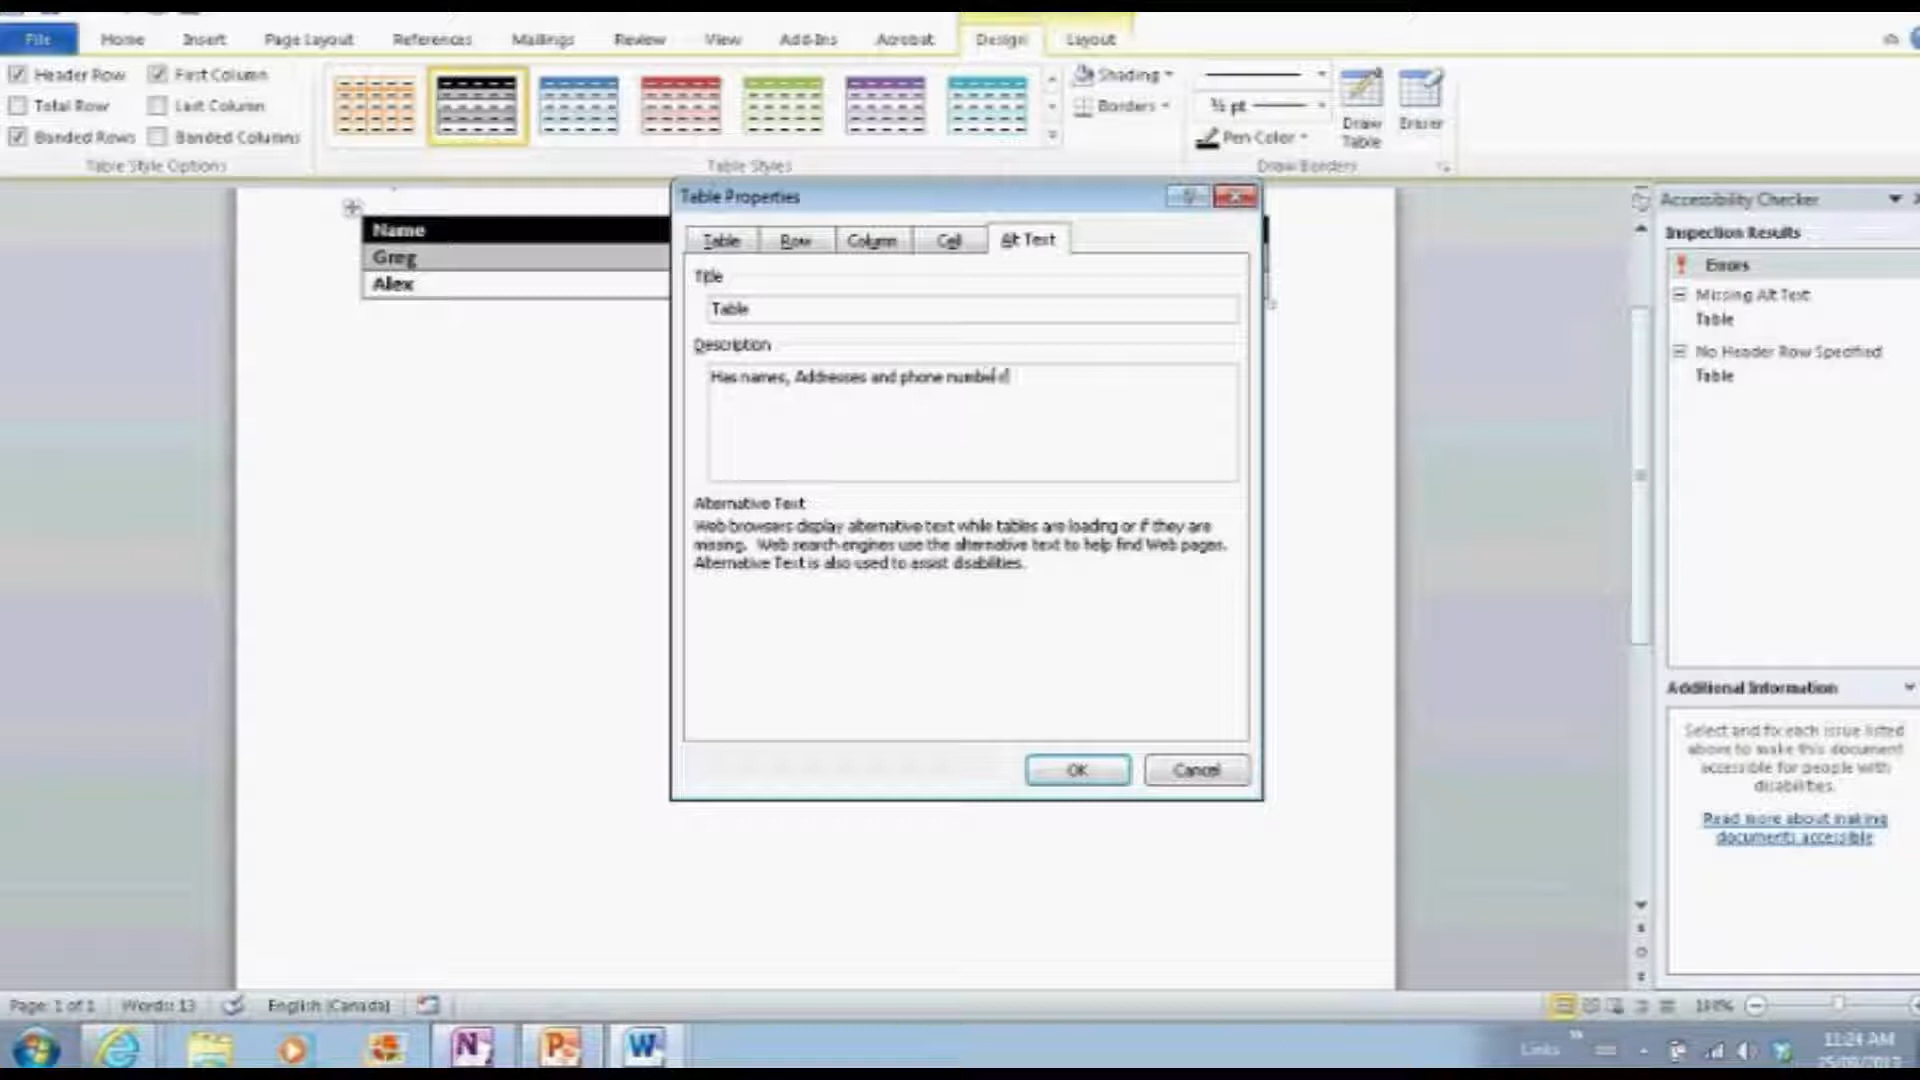 File Home Insert Page Layout References Mailings Review View Add-Ins Acrobat Design Layout
Header Row First Column
Total Row Last Column
Banded Rows Banded Columns
Table Style Options
Table Styles
Shading
Borders
½ pt
Pen Color
Draw Table
Eraser
Draw Borders
Name
Greg
Alex
Table Properties
Table Row Column Cell Alt Text
Title
Table
Description
Has names, Addresses and phone number
Alternative Text
Web browsers display alternative text while tables are loading or if they are
missing. Web search engines use the alternative text to help find Web pages.
Alternative Text is also used to assist disabilities.
OK Cancel
Accessibility Checker
Inspection Results
Errors
Missing Alt Text
Table
No Header Row Specified
Table
Additional Information
Select and fix each issue listed
above to make this document
accessible for people with
disabilities.
Read more about making
documents accessible
Page: 1 of 1 Words: 13 English (Canada)
Links
11:24 AM